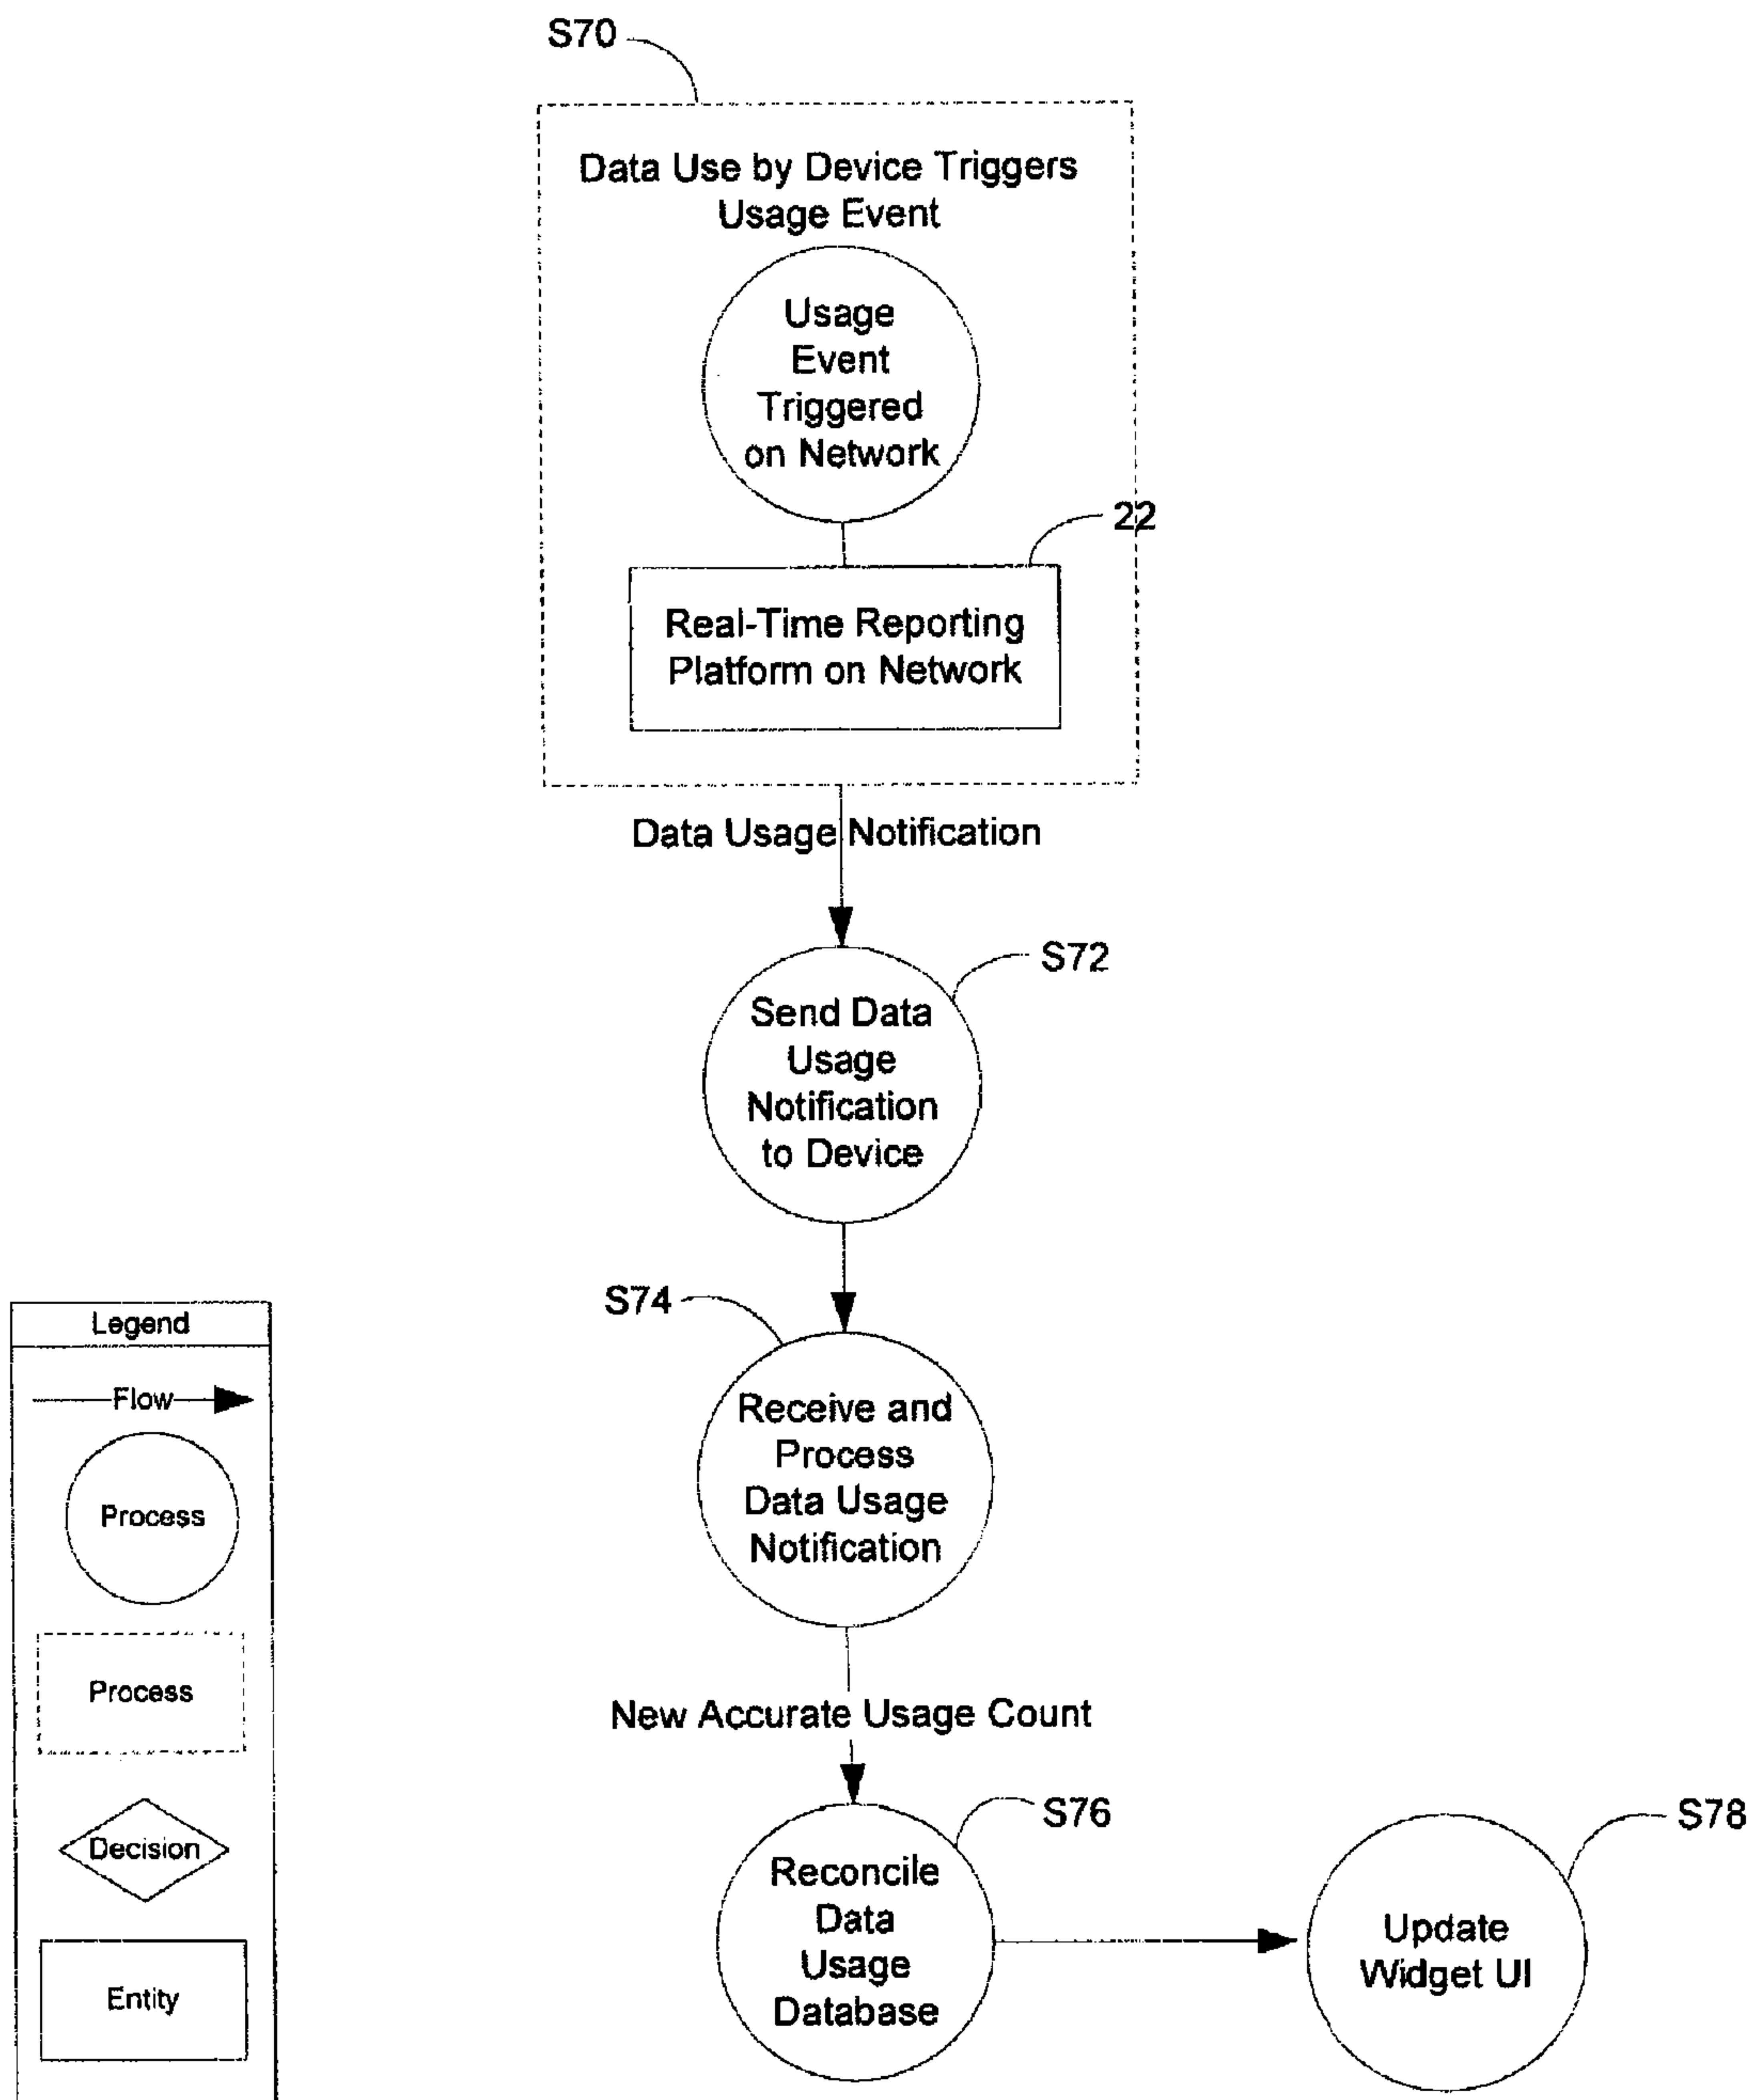 S70
Data Use by Device Triggers
Usage Event
Usage
Event
Triggered
on Network
22
Real-Time Reporting
Platform on Network
Data Usage Notification
S72
Send Data
Usage
Notification
to Device
S74
Receive and
Process
Data Usage
Notification
New Accurate Usage Count
S76
Reconcile
Data
Usage
Database
S78
Update
Widget UI
Legend
Flow
Process
Process
Decision
Entity